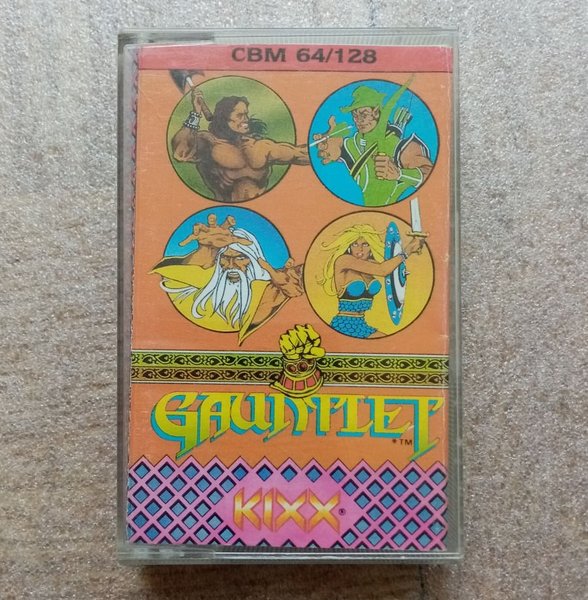 CBM 64/128
GAUNTLET
*™
KIXX®